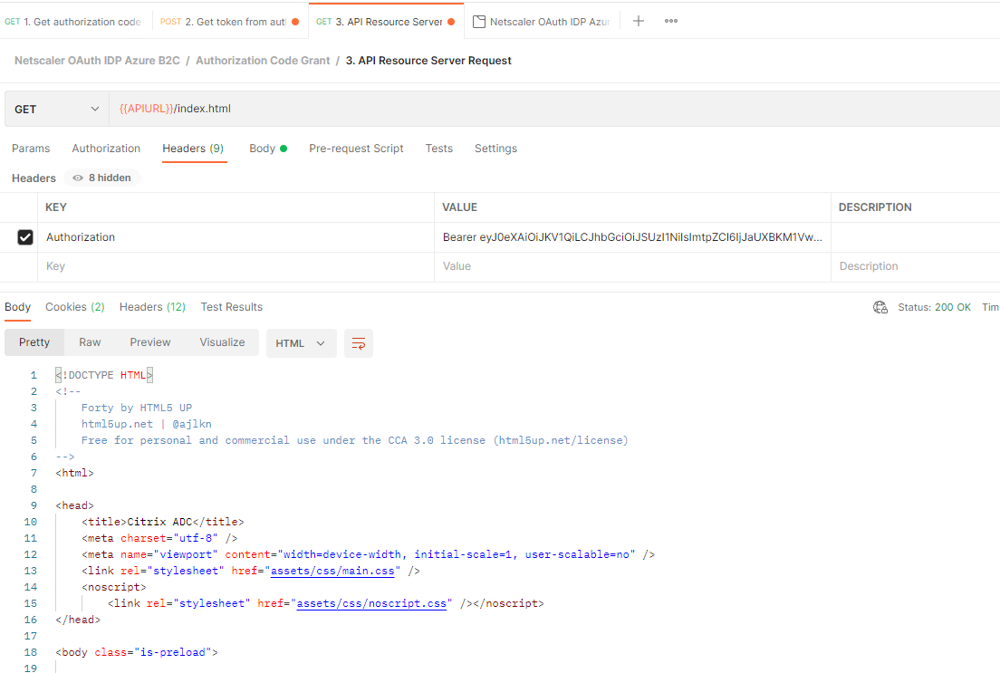 GET 1. Get authorization code
POST 2. Get token from aut
GET 3. API Resource Server
Netscaler OAuth IDP Azur
Netscaler OAuth IDP Azure B2C / Authorization Code Grant / 3. API Resource Server Request
GET {{APIURL}}/index.html
Params Authorization Headers (9) Body Pre-request Script Tests Settings
Headers 8 hidden
KEY VALUE DESCRIPTION
Authorization Bearer eyJ0eXAiOiJKV1QiLCJhbGciOiJSUzI1NiIsImtpZCI6IjJaUXBKM1Vw...
Key Value Description
Body Cookies (2) Headers (12) Test Results Status: 200 OK Tim
Pretty Raw Preview Visualize HTML
1 <!DOCTYPE HTML>
2 <!--
3 Forty by HTML5 UP
4 html5up.net | @ajlkn
5 Free for personal and commercial use under the CCA 3.0 license (html5up.net/license)
6 -->
7 <html>
8
9 <head>
10 <title>Citrix ADC</title>
11 <meta charset="utf-8" />
12 <meta name="viewport" content="width=device-width, initial-scale=1, user-scalable=no" />
13 <link rel="stylesheet" href="assets/css/main.css" />
14 <noscript>
15 <link rel="stylesheet" href="assets/css/noscript.css" /></noscript>
16 </head>
17
18 <body class="is-preload">
19